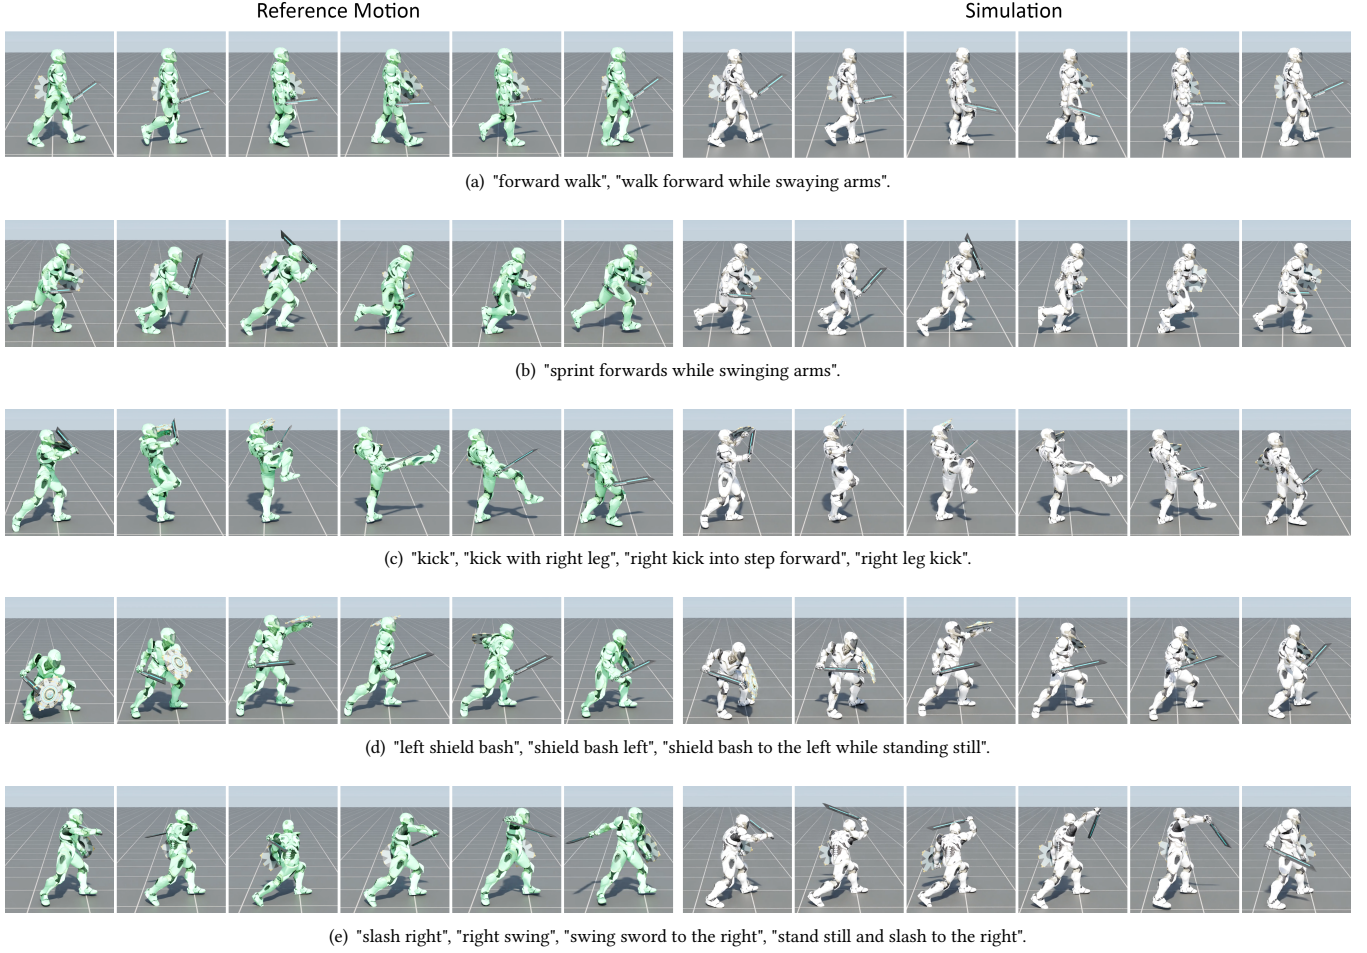 Reference Motion
Simulation
(a) "forward walk", "walk forward while swaying arms".
(b) "sprint forwards while swinging arms".
(c) "kick", "kick with right leg", "right kick into step forward", "right leg kick".
(d) "left shield bash", "shield bash left", "shield bash to the left while standing still".
(e) "slash right", "right swing", "swing sword to the right", "stand still and slash to the right".